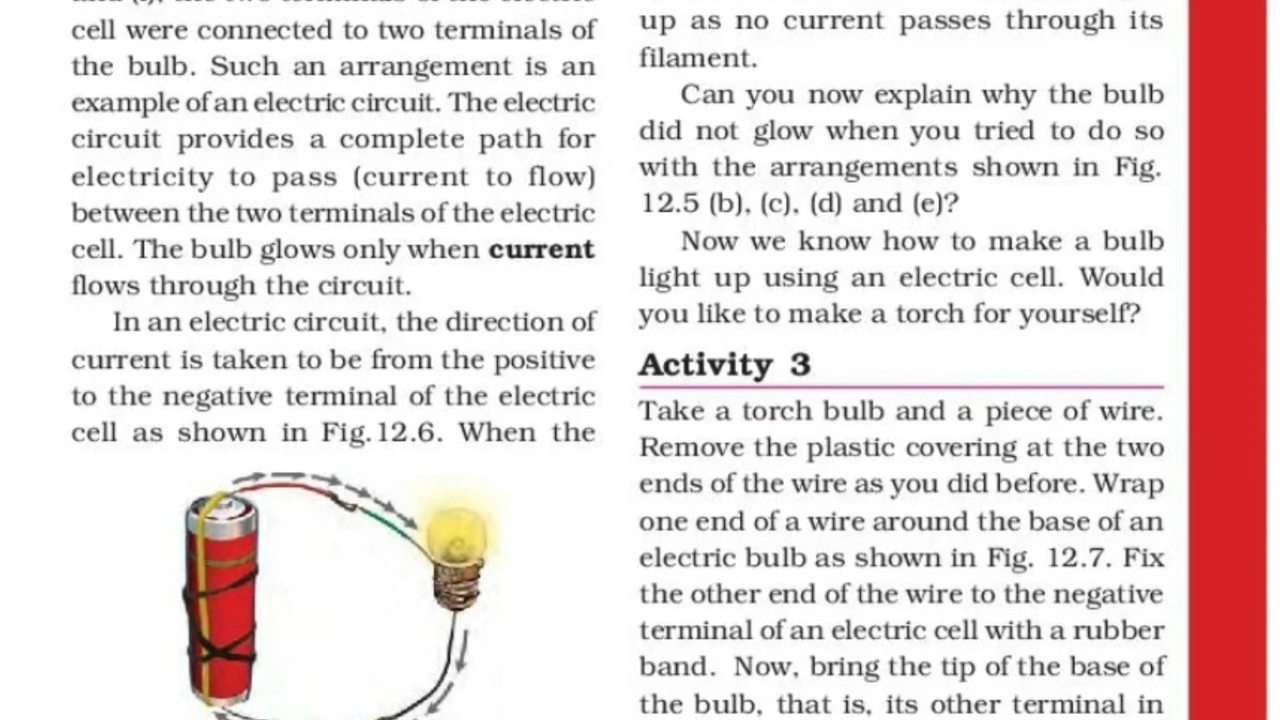 cell were connected to two terminals of
the bulb. Such an arrangement is an
example of an electric circuit. The electric
circuit provides a complete path for
electricity to pass (current to flow)
between the two terminals of the electric
cell. The bulb glows only when current
flows through the circuit.
In an electric circuit, the direction of
current is taken to be from the positive
to the negative terminal of the electric
cell as shown in Fig.12.6. When the
up as no current passes through its
filament.
Can you now explain why the bulb
did not glow when you tried to do so
with the arrangements shown in Fig.
12.5 (b), (c), (d) and (e)?
Now we know how to make a bulb
light up using an electric cell. Would
you like to make a torch for yourself?
Activity 3
Take a torch bulb and a piece of wire.
Remove the plastic covering at the two
ends of the wire as you did before. Wrap
one end of a wire around the base of an
electric bulb as shown in Fig. 12.7. Fix
the other end of the wire to the negative
terminal of an electric cell with a rubber
band. Now, bring the tip of the base of
the bulb, that is, its other terminal in